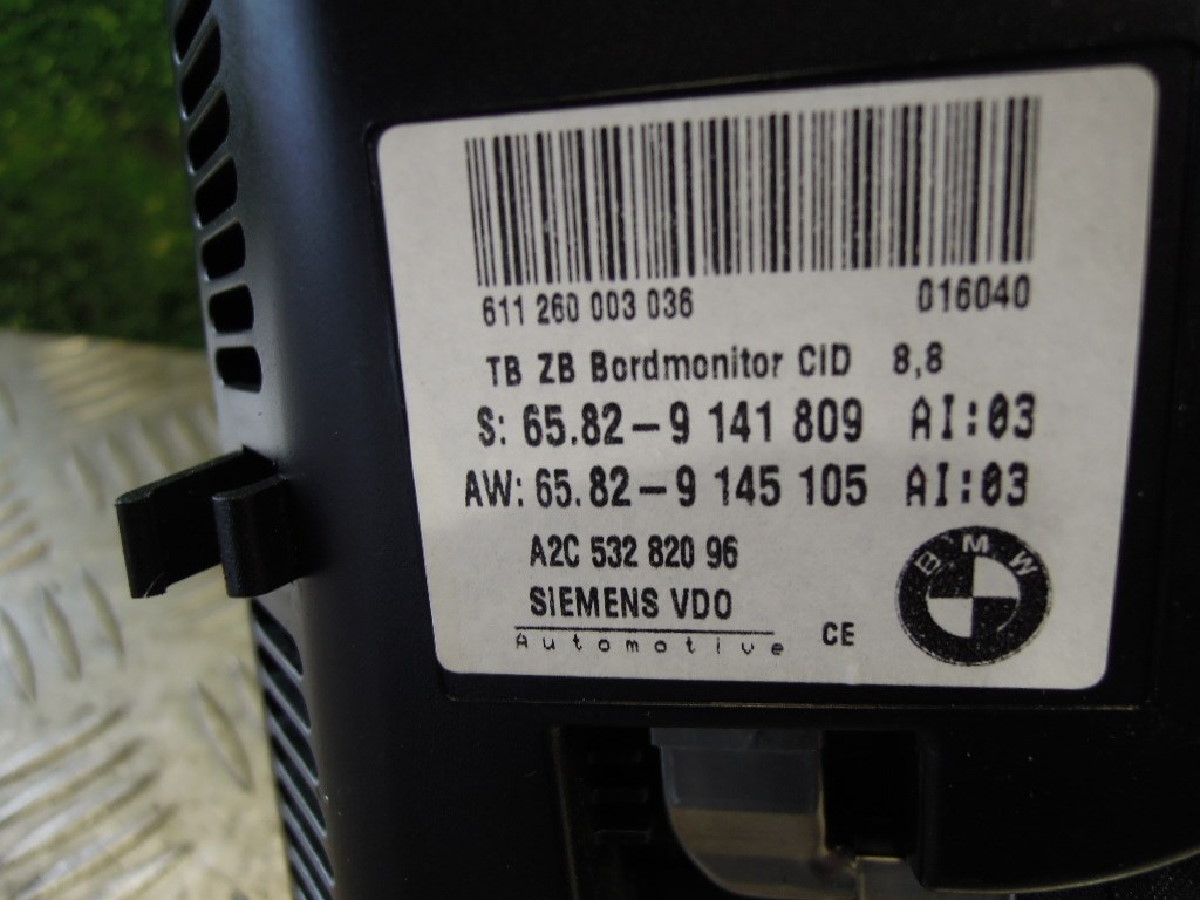 611 260 003 036 016040
TB ZB Bordmonitor CID 8,8
S: 65.82-9 141 809 AI:03
AW: 65.82-9 145 105 AI:03
A2C 532 820 96
SIEMENS VDO
Automotive CE
BMW